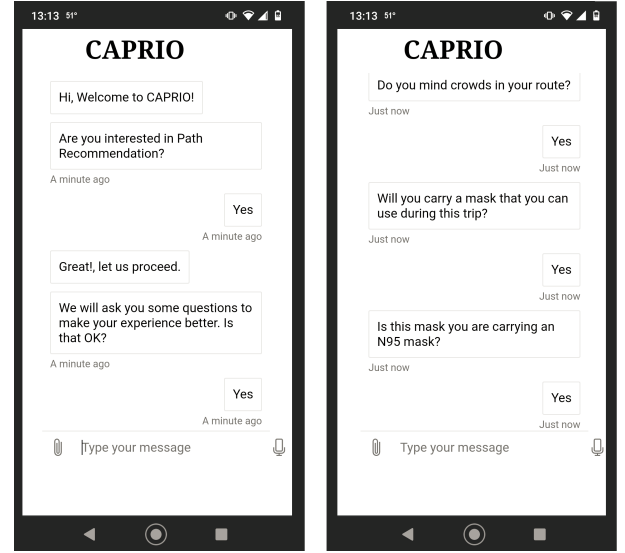 13:13 51°
CAPRIO
Hi, Welcome to CAPRIO!
Are you interested in Path
Recommendation?
A minute ago
Yes
A minute ago
Great!, let us proceed.
We will ask you some questions to
make your experience better. Is
that OK?
A minute ago
Yes
A minute ago
Type your message
13:13 51°
CAPRIO
Do you mind crowds in your route?
Just now
Yes
Just now
Will you carry a mask that you can
use during this trip?
Just now
Yes
Just now
Is this mask you are carrying an
N95 mask?
Just now
Yes
Just now
Type your message